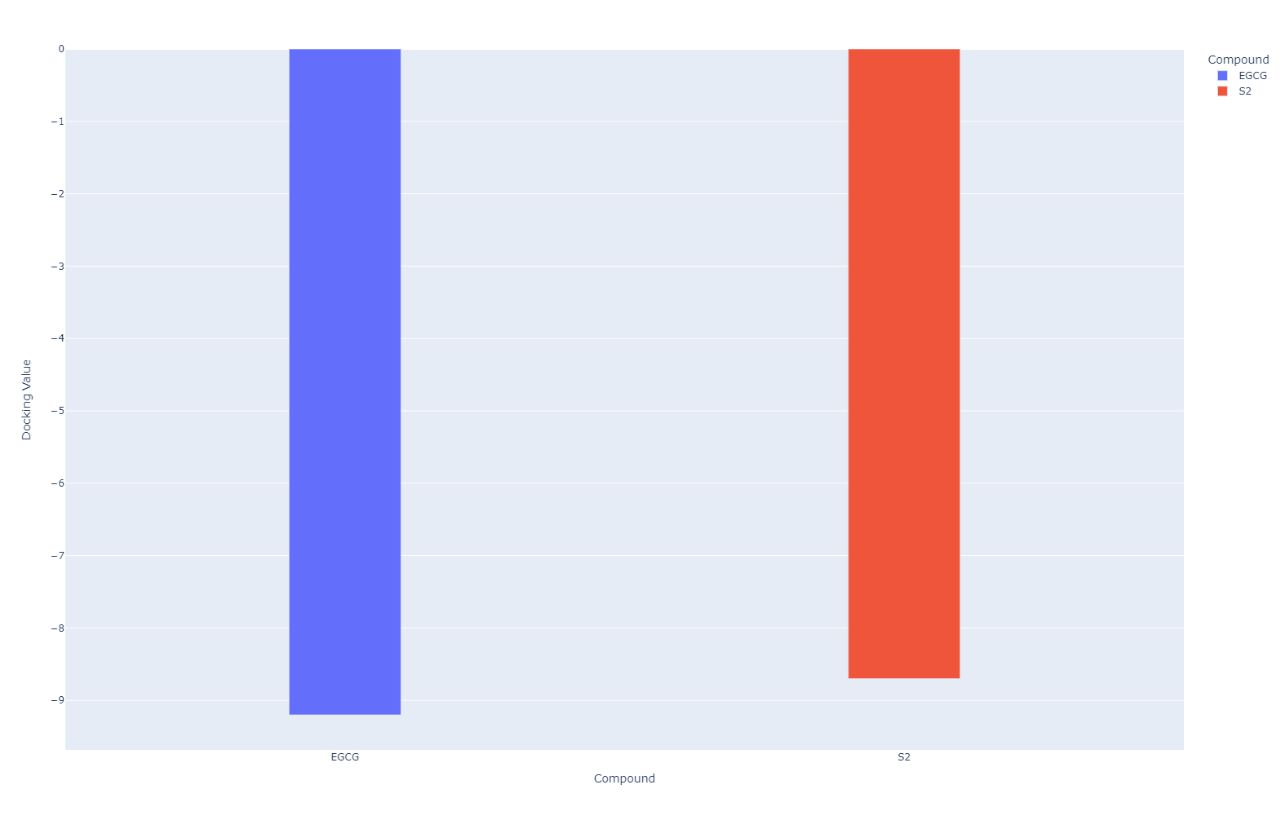 0
−1
−2
−3
−4
−5
−6
−7
−8
−9
Docking Value
EGCG
S2
Compound
Compound
EGCG
S2